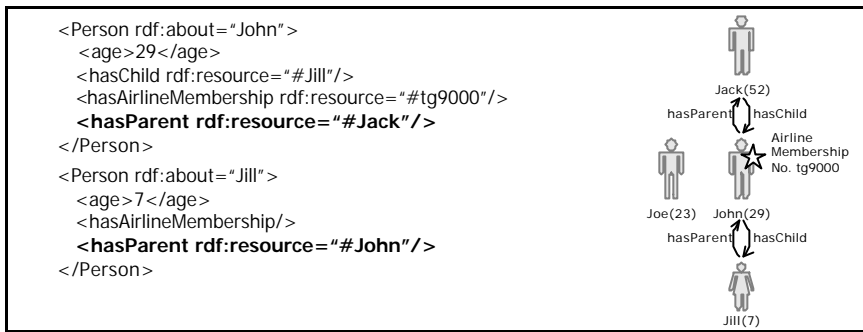 <Person rdf:about="John">
<age>29</age>
<hasChild rdf:resource="#Jill"/>
<hasAirlineMembership rdf:resource="#tg9000"/>
<hasParent rdf:resource="#Jack"/>
</Person>
<Person rdf:about="Jill">
<age>7</age>
<hasAirlineMembership/>
<hasParent rdf:resource="#John"/>
</Person>
Jack(52)
hasParent hasChild
Airline
Membership
No. tg9000
Joe(23) John(29)
hasParent hasChild
Jill(7)